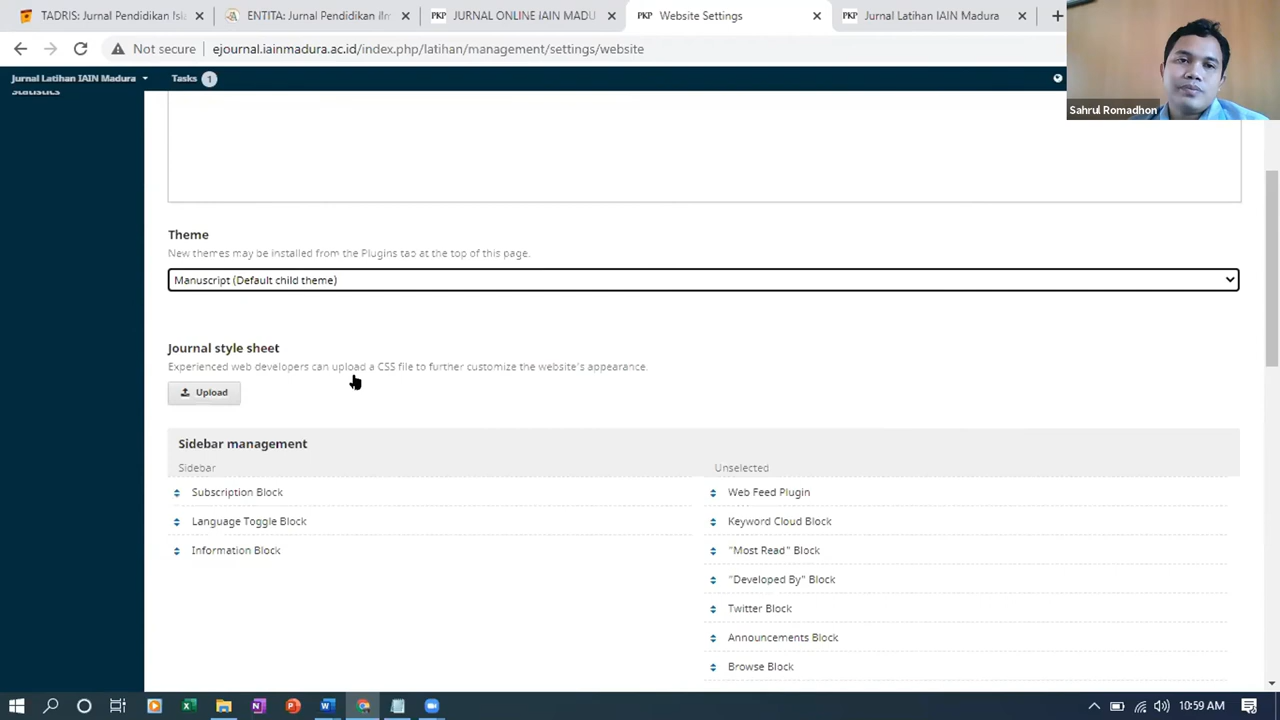 TADRIS: Jurnal Pendidikan Isl
ENTITA: Jurnal Pendidikan Ilm
PKP JURNAL ONLINE IAIN MADU
PKP Website Settings
PKP Jurnal Latihan IAIN Madura
Not secure ejournal.iainmadura.ac.id/index.php/latihan/management/settings/website
Jurnal Latihan IAIN Madura Tasks 1
Sahrul Romadhon
Statistics
Theme
New themes may be installed from the Plugins tab at the top of this page.
Manuscript (Default child theme)
Journal style sheet
Experienced web developers can upload a CSS file to further customize the website's appearance.
Upload
Sidebar management
Sidebar
Subscription Block
Language Toggle Block
Information Block
Unselected
Web Feed Plugin
Keyword Cloud Block
"Most Read" Block
"Developed By" Block
Twitter Block
Announcements Block
Browse Block
10:59 AM